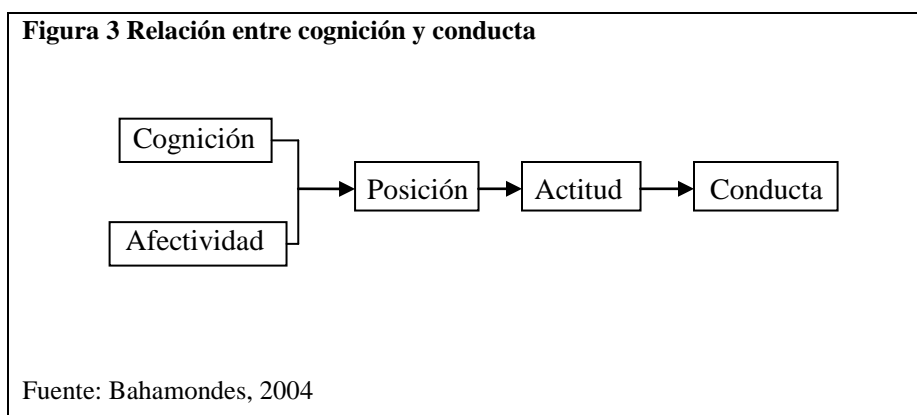 Figura 3 Relación entre cognición y conducta
Cognición
Afectividad
Posición
Actitud
Conducta
Fuente: Bahamondes, 2004